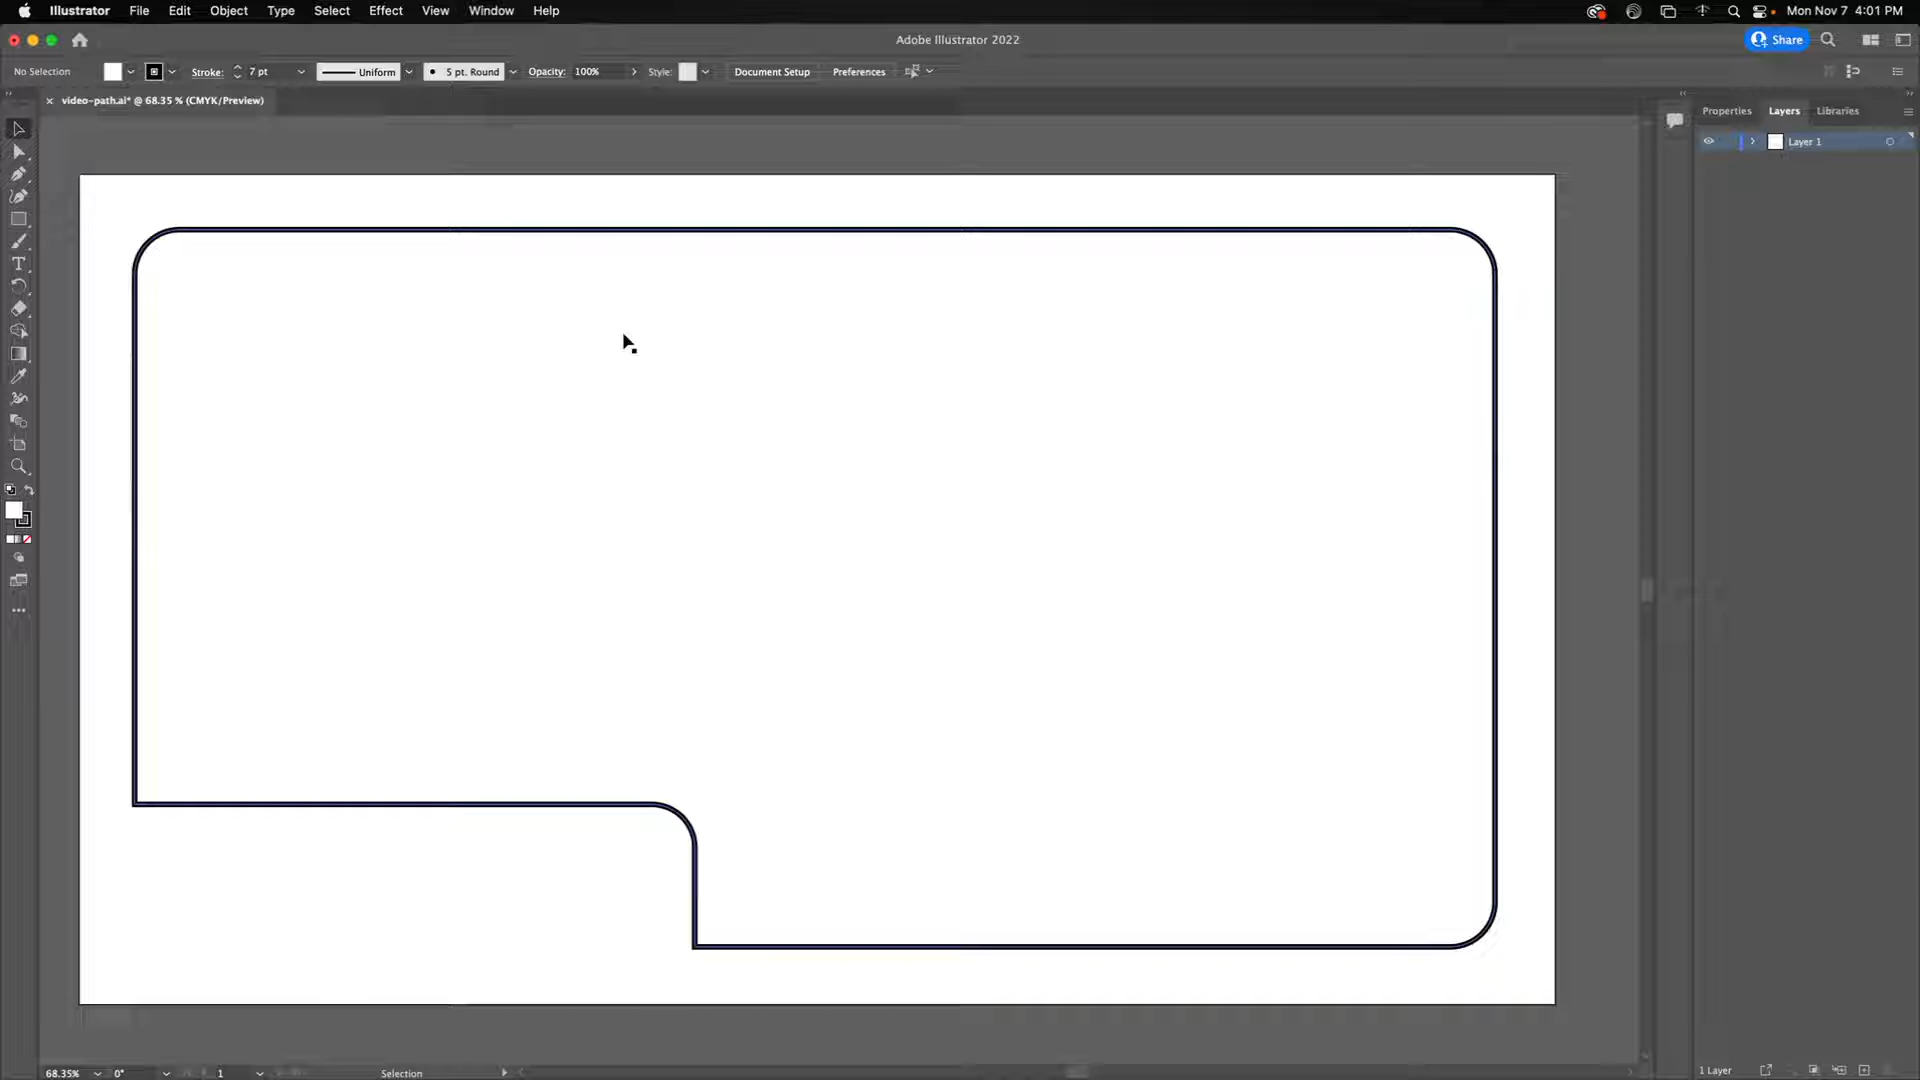 Illustrator File Edit Object Type Select Effect View Window Help Mon Nov 7 4:01 PM
Adobe Illustrator 2022 Share
No Selection Stroke: 7 pt Uniform 5 pt. Round Opacity: 100% Style: Document Setup Preferences
video-path.ai* @ 68.35 % (CMYK/Preview)
Properties Layers Libraries
Layer 1
68.35% 0° 1 Selection 1 Layer